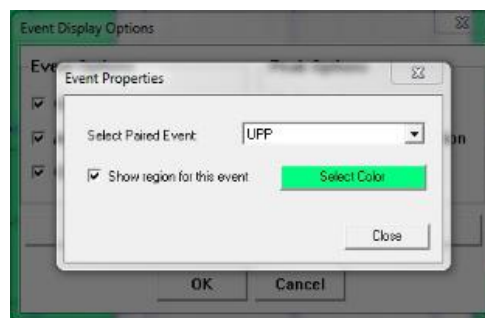 Event Display Options
Event Properties
Select Paired Event
UPP
Show region for this event
Select Color
Close
OK
Cancel